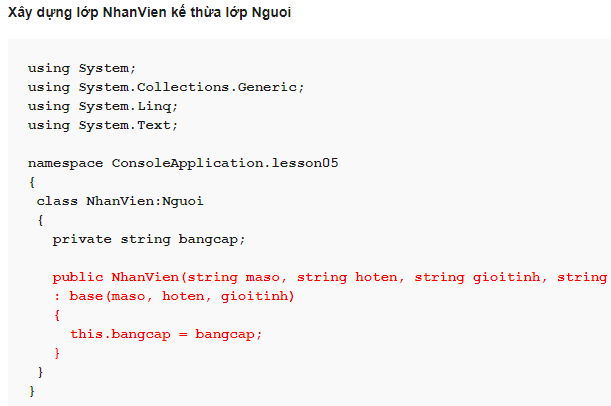 Xây dựng lớp NhanVien kế thừa lớp Nguoi
using System;
using System.Collections.Generic;
using System.Linq;
using System.Text;
namespace ConsoleApplication.lesson05
{
class NhanVien:Nguoi
{
private string bangcap;
public NhanVien(string maso, string hoten, string gioitinh, string
: base(maso, hoten, gioitinh)
{
this.bangcap = bangcap;
}
}
}